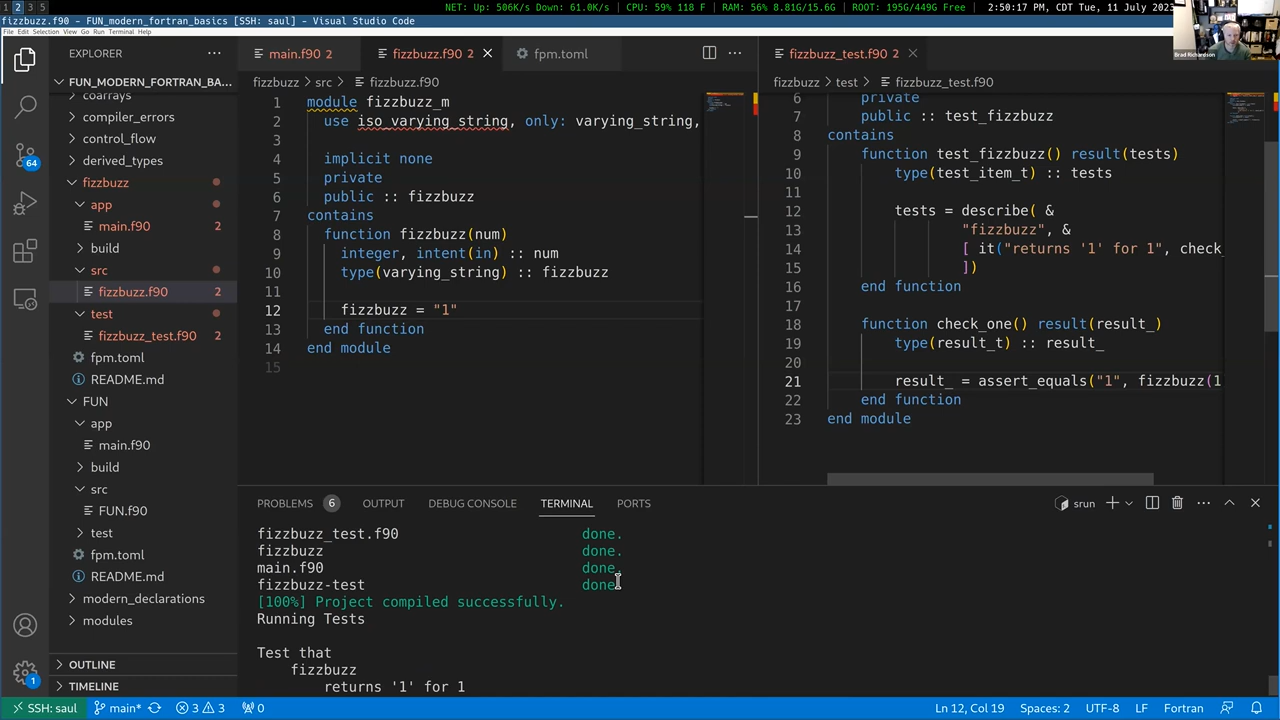 1 2 3 5
NET: Up: 506K/s Down: 61.0K/s | CPU: 59% 118 F | RAM: 56% 8.81G/15.6G | ROOT: 195G/449G Free | 2:50:17 PM, CDT Tue, 11 July 2023
fizzbuzz.f90 - FUN_modern_fortran_basics [SSH: saul] - Visual Studio Code
Brad Richardson
File Edit Selection View Go Run Terminal Help
EXPLORER
FUN_MODERN_FORTRAN_BA...
coarrays
compiler_errors
control_flow
derived_types
fizzbuzz
app
main.f90 2
build
src
fizzbuzz.f90 2
test
fizzbuzz_test.f90 2
fpm.toml
README.md
FUN
app
main.f90
build
src
FUN.f90
test
fpm.toml
README.md
modern_declarations
modules
OUTLINE
TIMELINE
64
1
main.f90 2 fizzbuzz.f90 2 fpm.toml
fizzbuzz > src > fizzbuzz.f90
1 module fizzbuzz_m
2 use iso_varying_string, only: varying_string,
3
4 implicit none
5 private
6 public :: fizzbuzz
7 contains
8 function fizzbuzz(num)
9 integer, intent(in) :: num
10 type(varying_string) :: fizzbuzz
11
12 fizzbuzz = "1"
13 end function
14 end module
15
fizzbuzz_test.f90 2
fizzbuzz > test > fizzbuzz_test.f90
6 private
7 public :: test_fizzbuzz
8 contains
9 function test_fizzbuzz() result(tests)
10 type(test_item_t) :: tests
11
12 tests = describe( &
13 "fizzbuzz", &
14 [ it("returns '1' for 1", check_
15 ])
16 end function
17
18 function check_one() result(result_)
19 type(result_t) :: result_
20
21 result_ = assert_equals("1", fizzbuzz(1
22 end function
23 end module
PROBLEMS 6 OUTPUT DEBUG CONSOLE TERMINAL PORTS
srun
fizzbuzz_test.f90 done.
fizzbuzz done.
main.f90 done.
fizzbuzz-test done.
[100%] Project compiled successfully.
Running Tests
Test that
fizzbuzz
returns '1' for 1
SSH: saul main* 3 3 0 Ln 12, Col 19 Spaces: 2 UTF-8 LF Fortran